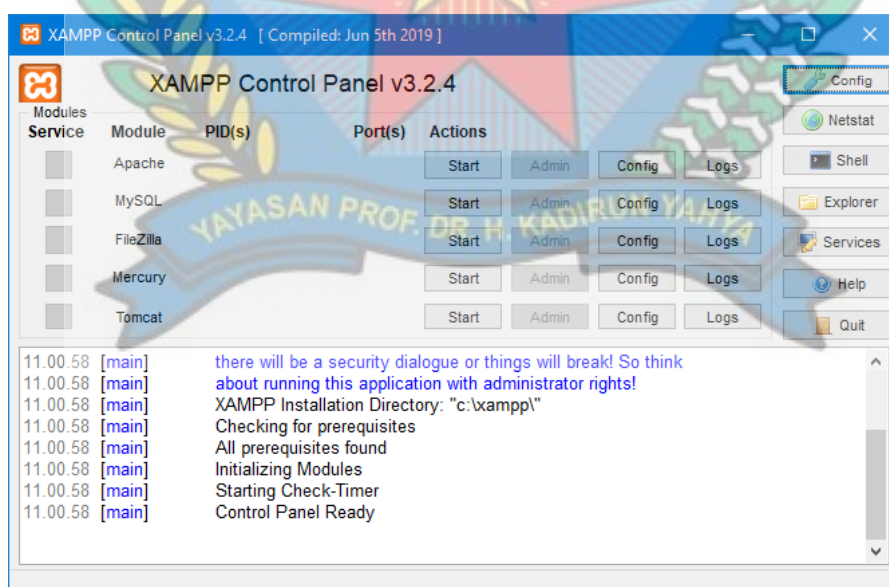 XAMPP Control Panel v3.2.4 [ Compiled: Jun 5th 2019 ]
XAMPP Control Panel v3.2.4
Config
Modules
Service Module PID(s) Port(s) Actions
Netstat
Apache Start Admin Config Logs
Shell
MySQL Start Admin Config Logs
Explorer
YAYASAN PROF. DR. H. KADIRUN YAHYA
FileZilla Start Admin Config Logs
Services
Mercury Start Admin Config Logs
Help
Tomcat Start Admin Config Logs
Quit
11.00.58 [main] there will be a security dialogue or things will break! So think
11.00.58 [main] about running this application with administrator rights!
11.00.58 [main] XAMPP Installation Directory: "c:\xampp\"
11.00.58 [main] Checking for prerequisites
11.00.58 [main] All prerequisites found
11.00.58 [main] Initializing Modules
11.00.58 [main] Starting Check-Timer
11.00.58 [main] Control Panel Ready